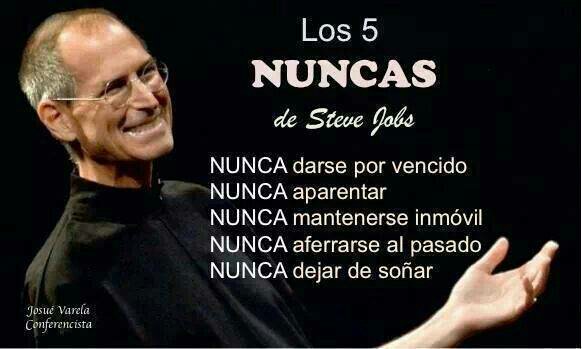 Los 5
NUNCAS
de Steve Jobs
NUNCA darse por vencido
NUNCA aparentar
NUNCA mantenerse inmóvil
NUNCA aferrarse al pasado
NUNCA dejar de soñar
Josué Varela
Conferencista